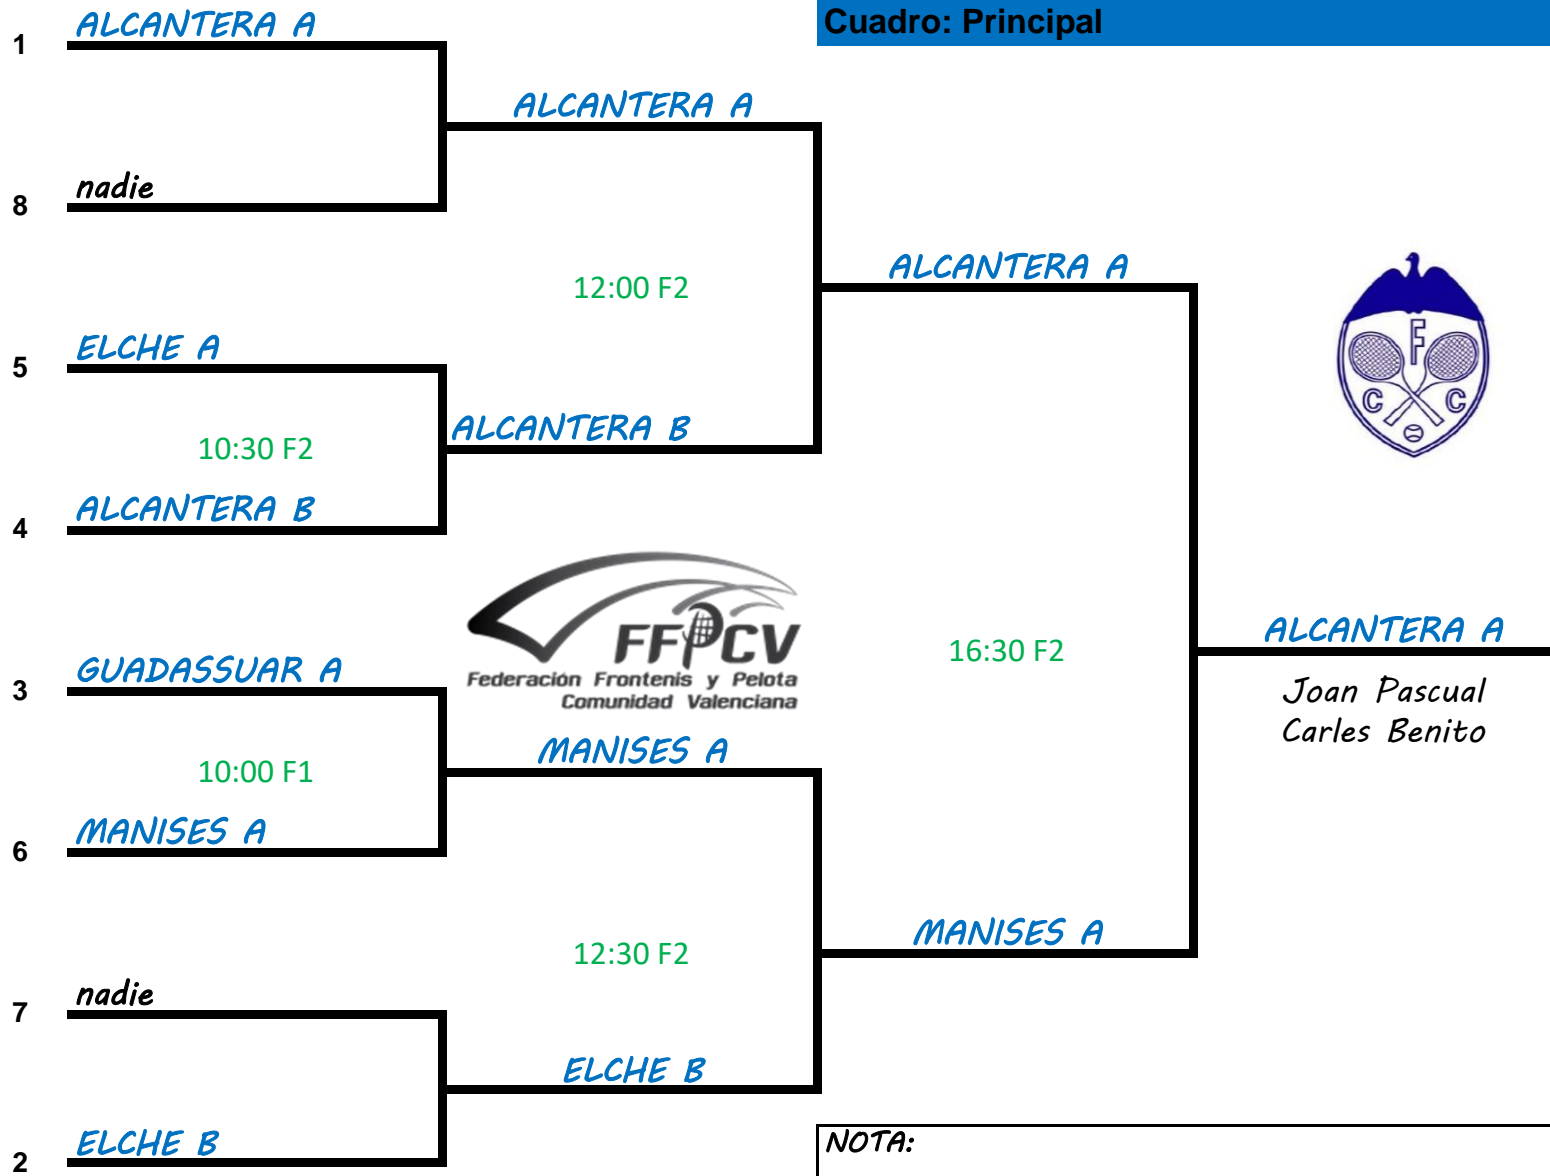 Cuadro: Principal
1 ALCANTERA A
ALCANTERA A
8 nadie
12:00 F2
ALCANTERA A
5 ELCHE A
10:30 F2
ALCANTERA B
4 ALCANTERA B
F
C C
FFPCV
Federación Frontenis y Pelota
Comunidad Valenciana
16:30 F2
ALCANTERA A
Joan Pascual
Carles Benito
3 GUADASSUAR A
10:00 F1
MANISES A
6 MANISES A
12:30 F2
MANISES A
7 nadie
ELCHE B
2 ELCHE B
NOTA: